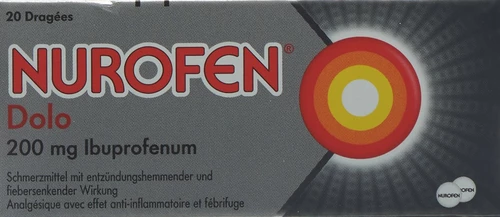 20 Dragées
NUROFEN®
Dolo
200 mg Ibuprofenum
Schmerzmittel mit entzündungshemmender und
fiebersenkender Wirkung
Analgésique avec effet anti-inflammatoire et fébrifuge
NUROFEN
NUROFEN